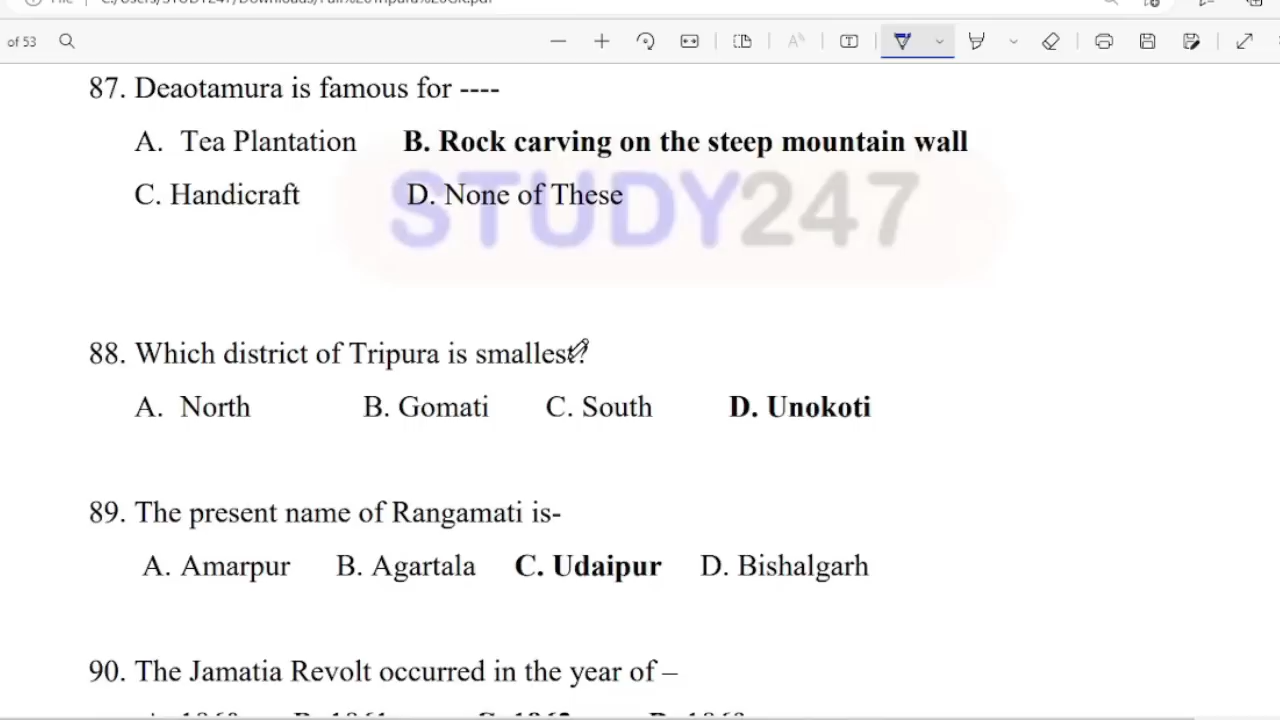 of 53
87. Deaotamura is famous for ----
A. Tea Plantation B. Rock carving on the steep mountain wall
C. Handicraft D. None of These
STUDY247
88. Which district of Tripura is smallest?
A. North B. Gomati C. South D. Unokoti
89. The present name of Rangamati is-
A. Amarpur B. Agartala C. Udaipur D. Bishalgarh
90. The Jamatia Revolt occurred in the year of –